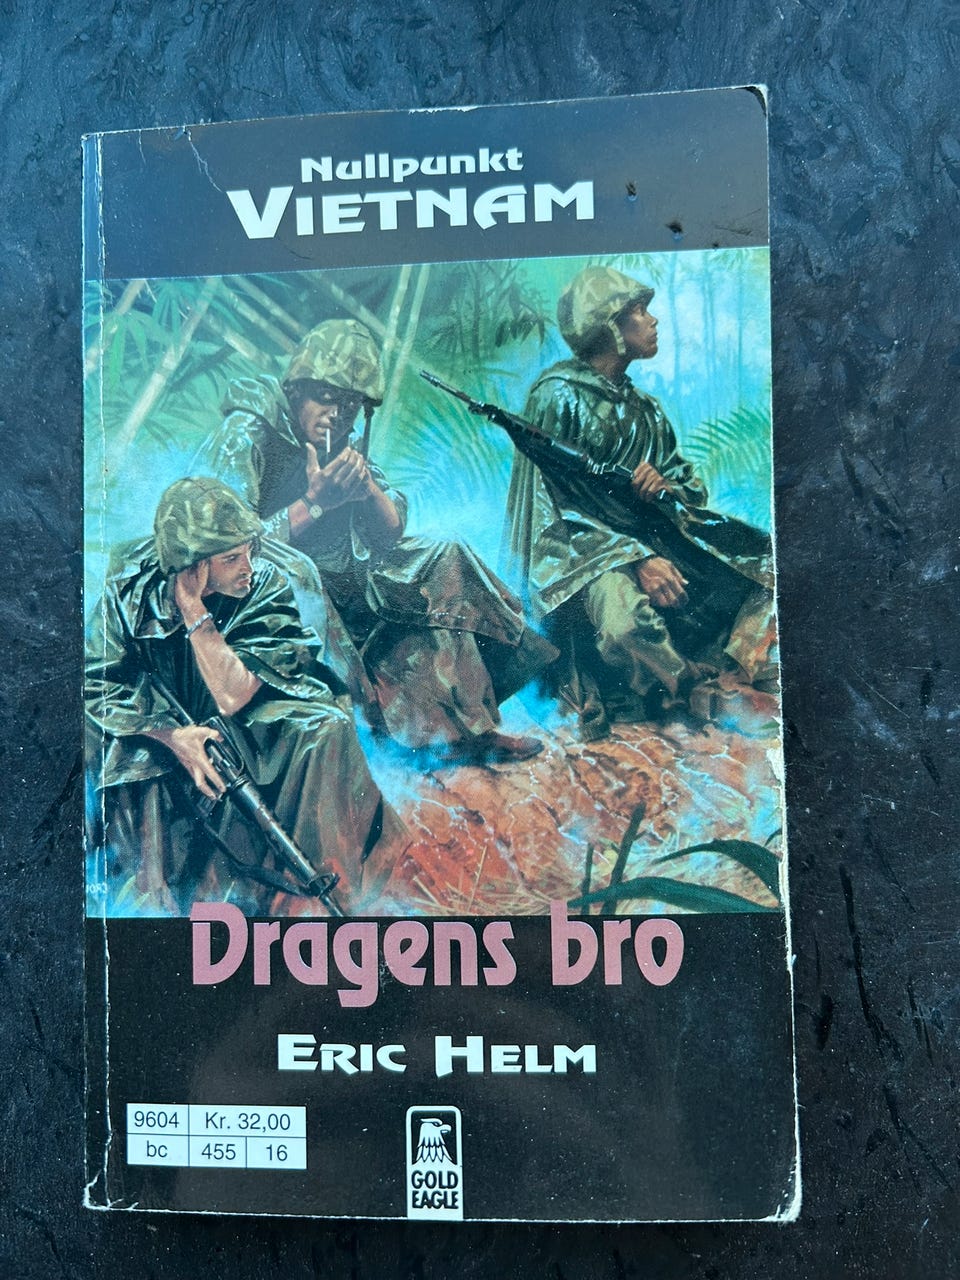 Nullpunkt
VIETNAM
Dragens bro
ERIC HELM
9604 Kr. 32,00
bc 455 16
GOLD
EAGLE